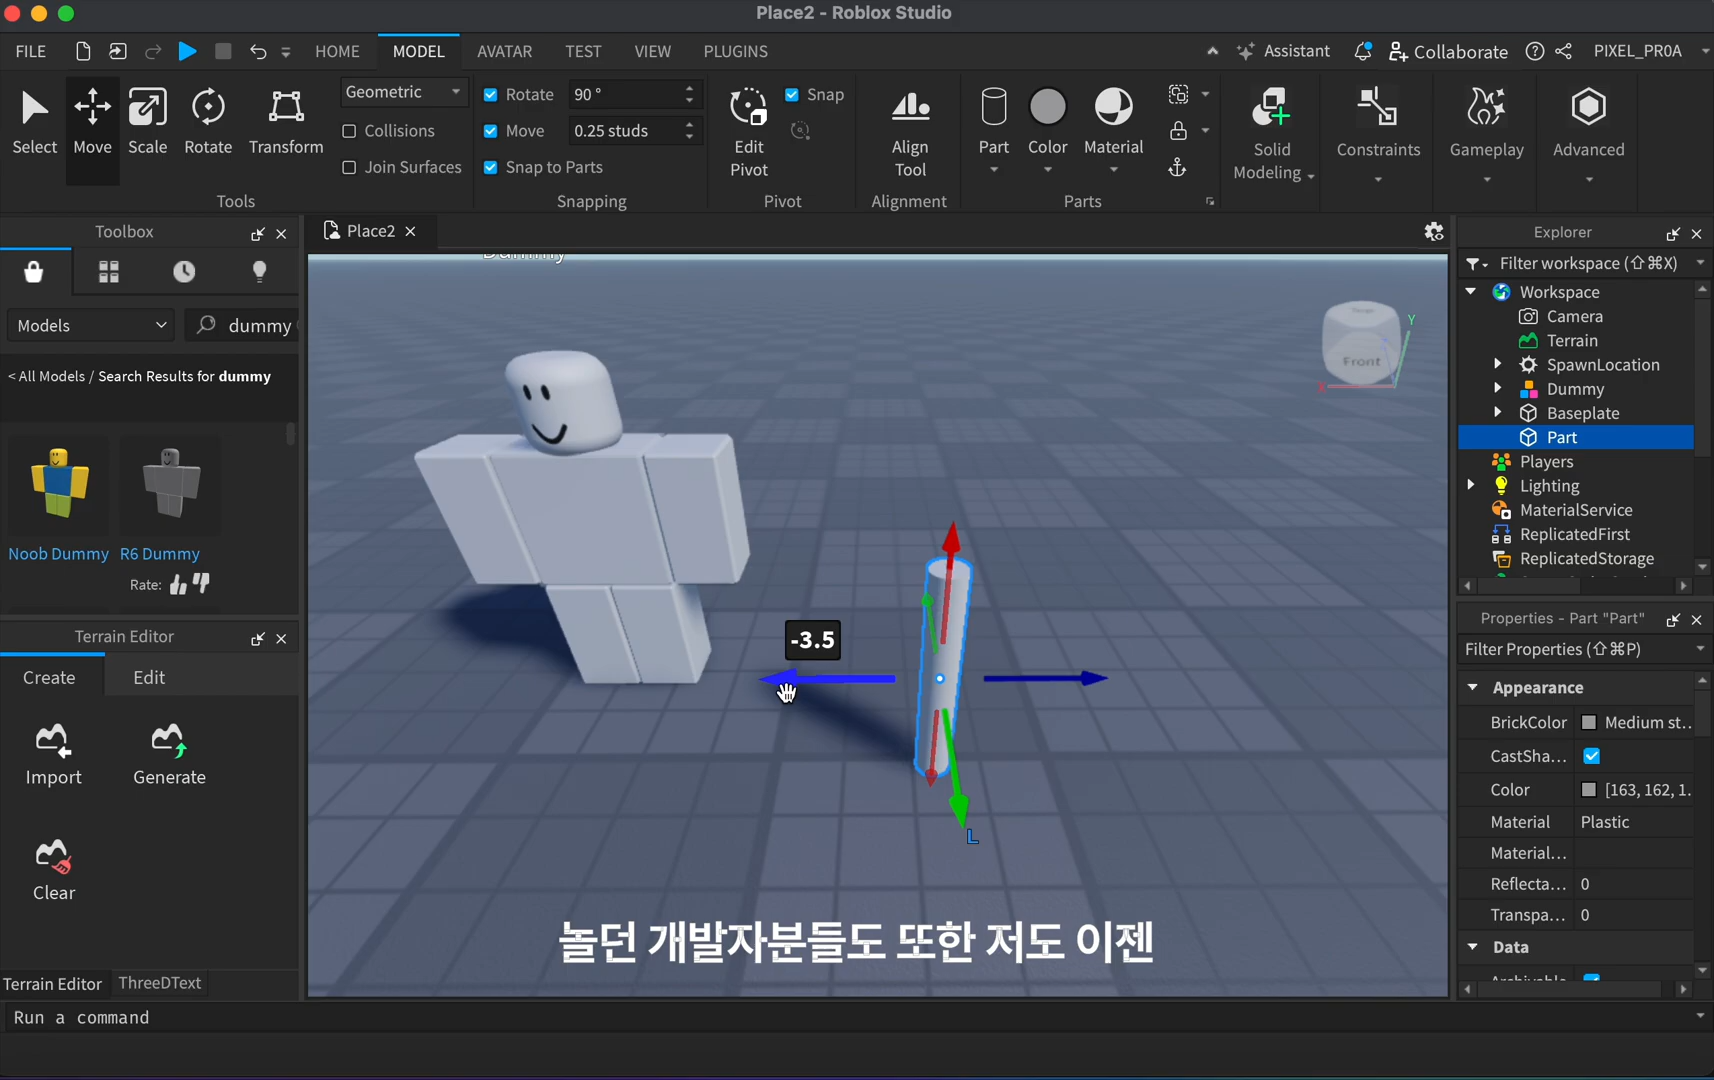 Place2 - Roblox Studio
FILE HOME MODEL AVATAR TEST VIEW PLUGINS Assistant Collaborate PIXEL_PR0A
Select Move Scale Rotate Transform
Geometric
Collisions
Join Surfaces
Tools
Rotate 90 °
Move 0.25 studs
Snap to Parts
Snapping
Edit Pivot
Snap
Pivot
Align Tool
Alignment
Part Color Material
Parts
Solid Modeling
Constraints
Gameplay
Advanced
Toolbox
Models dummy
< All Models / Search Results for dummy
Noob Dummy R6 Dummy
Rate:
Terrain Editor
Create Edit
Import Generate
Clear
Terrain Editor ThreeDText
Place2
Dummy
Front
Y
X
-3.5
L
놀던 개발자분들도 또한 저도 이젠
Explorer
Filter workspace (⇧⌘X)
Workspace
Camera
Terrain
SpawnLocation
Dummy
Baseplate
Part
Players
Lighting
MaterialService
ReplicatedFirst
ReplicatedStorage
Properties - Part "Part"
Filter Properties (⇧⌘P)
Appearance
BrickColor Medium st...
CastSha...
Color [163, 162, 1...
Material Plastic
Material...
Reflecta... 0
Transpa... 0
Data
Run a command